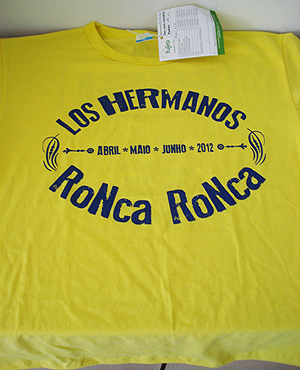 LOS HERMANOS
ABRIL * MAIO * JUNHO * 2012
RoNca RoNca